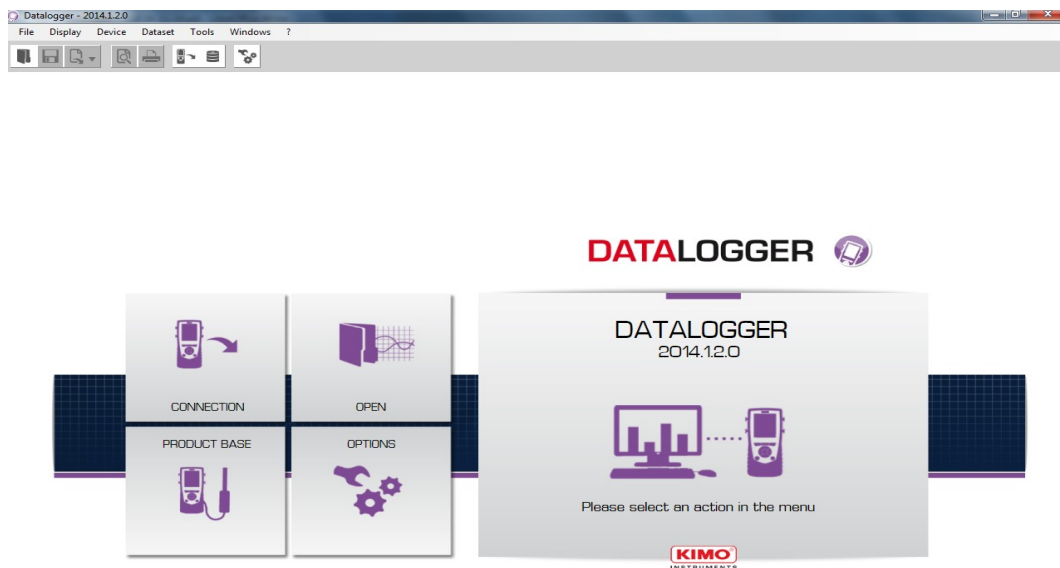 Datalogger - 2014.1.2.0
File Display Device Dataset Tools Windows ?
DATALOGGER
CONNECTION
OPEN
PRODUCT BASE
OPTIONS
DATALOGGER
2014.1.2.0
Please select an action in the menu
KIMO
INSTRUMENTS